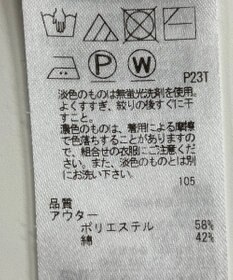 P W
P23T
淡色のものは無蛍光洗剤を使用。
よくすすぎ、絞りの後すぐに干
すこと。
濃色のものは、着用による摩擦
で色落ちすることがありますの
で、組合せの衣服にご注意くだ
さい。また、淡色のものとは別
にお洗い下さい。
105
品質
アウター
ポリエステル 58%
綿 42%